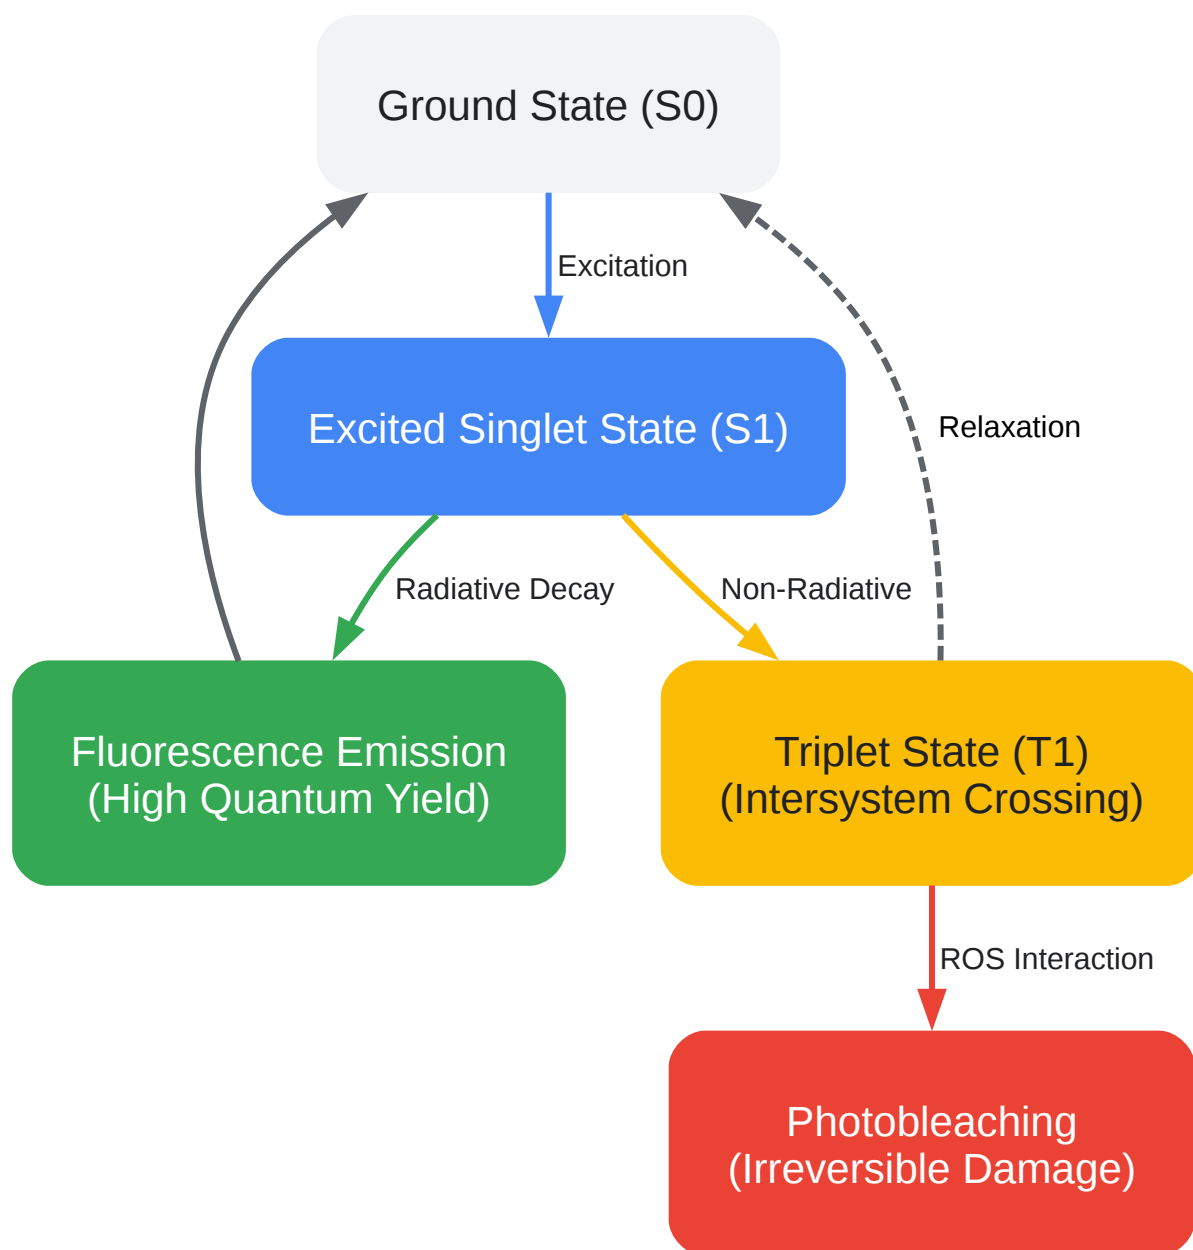 Ground State (S0)
Excitation
Excited Singlet State (S1)
Relaxation
Radiative Decay
Non-Radiative
Fluorescence Emission
(High Quantum Yield)
Triplet State (T1)
(Intersystem Crossing)
ROS Interaction
Photobleaching
(Irreversible Damage)